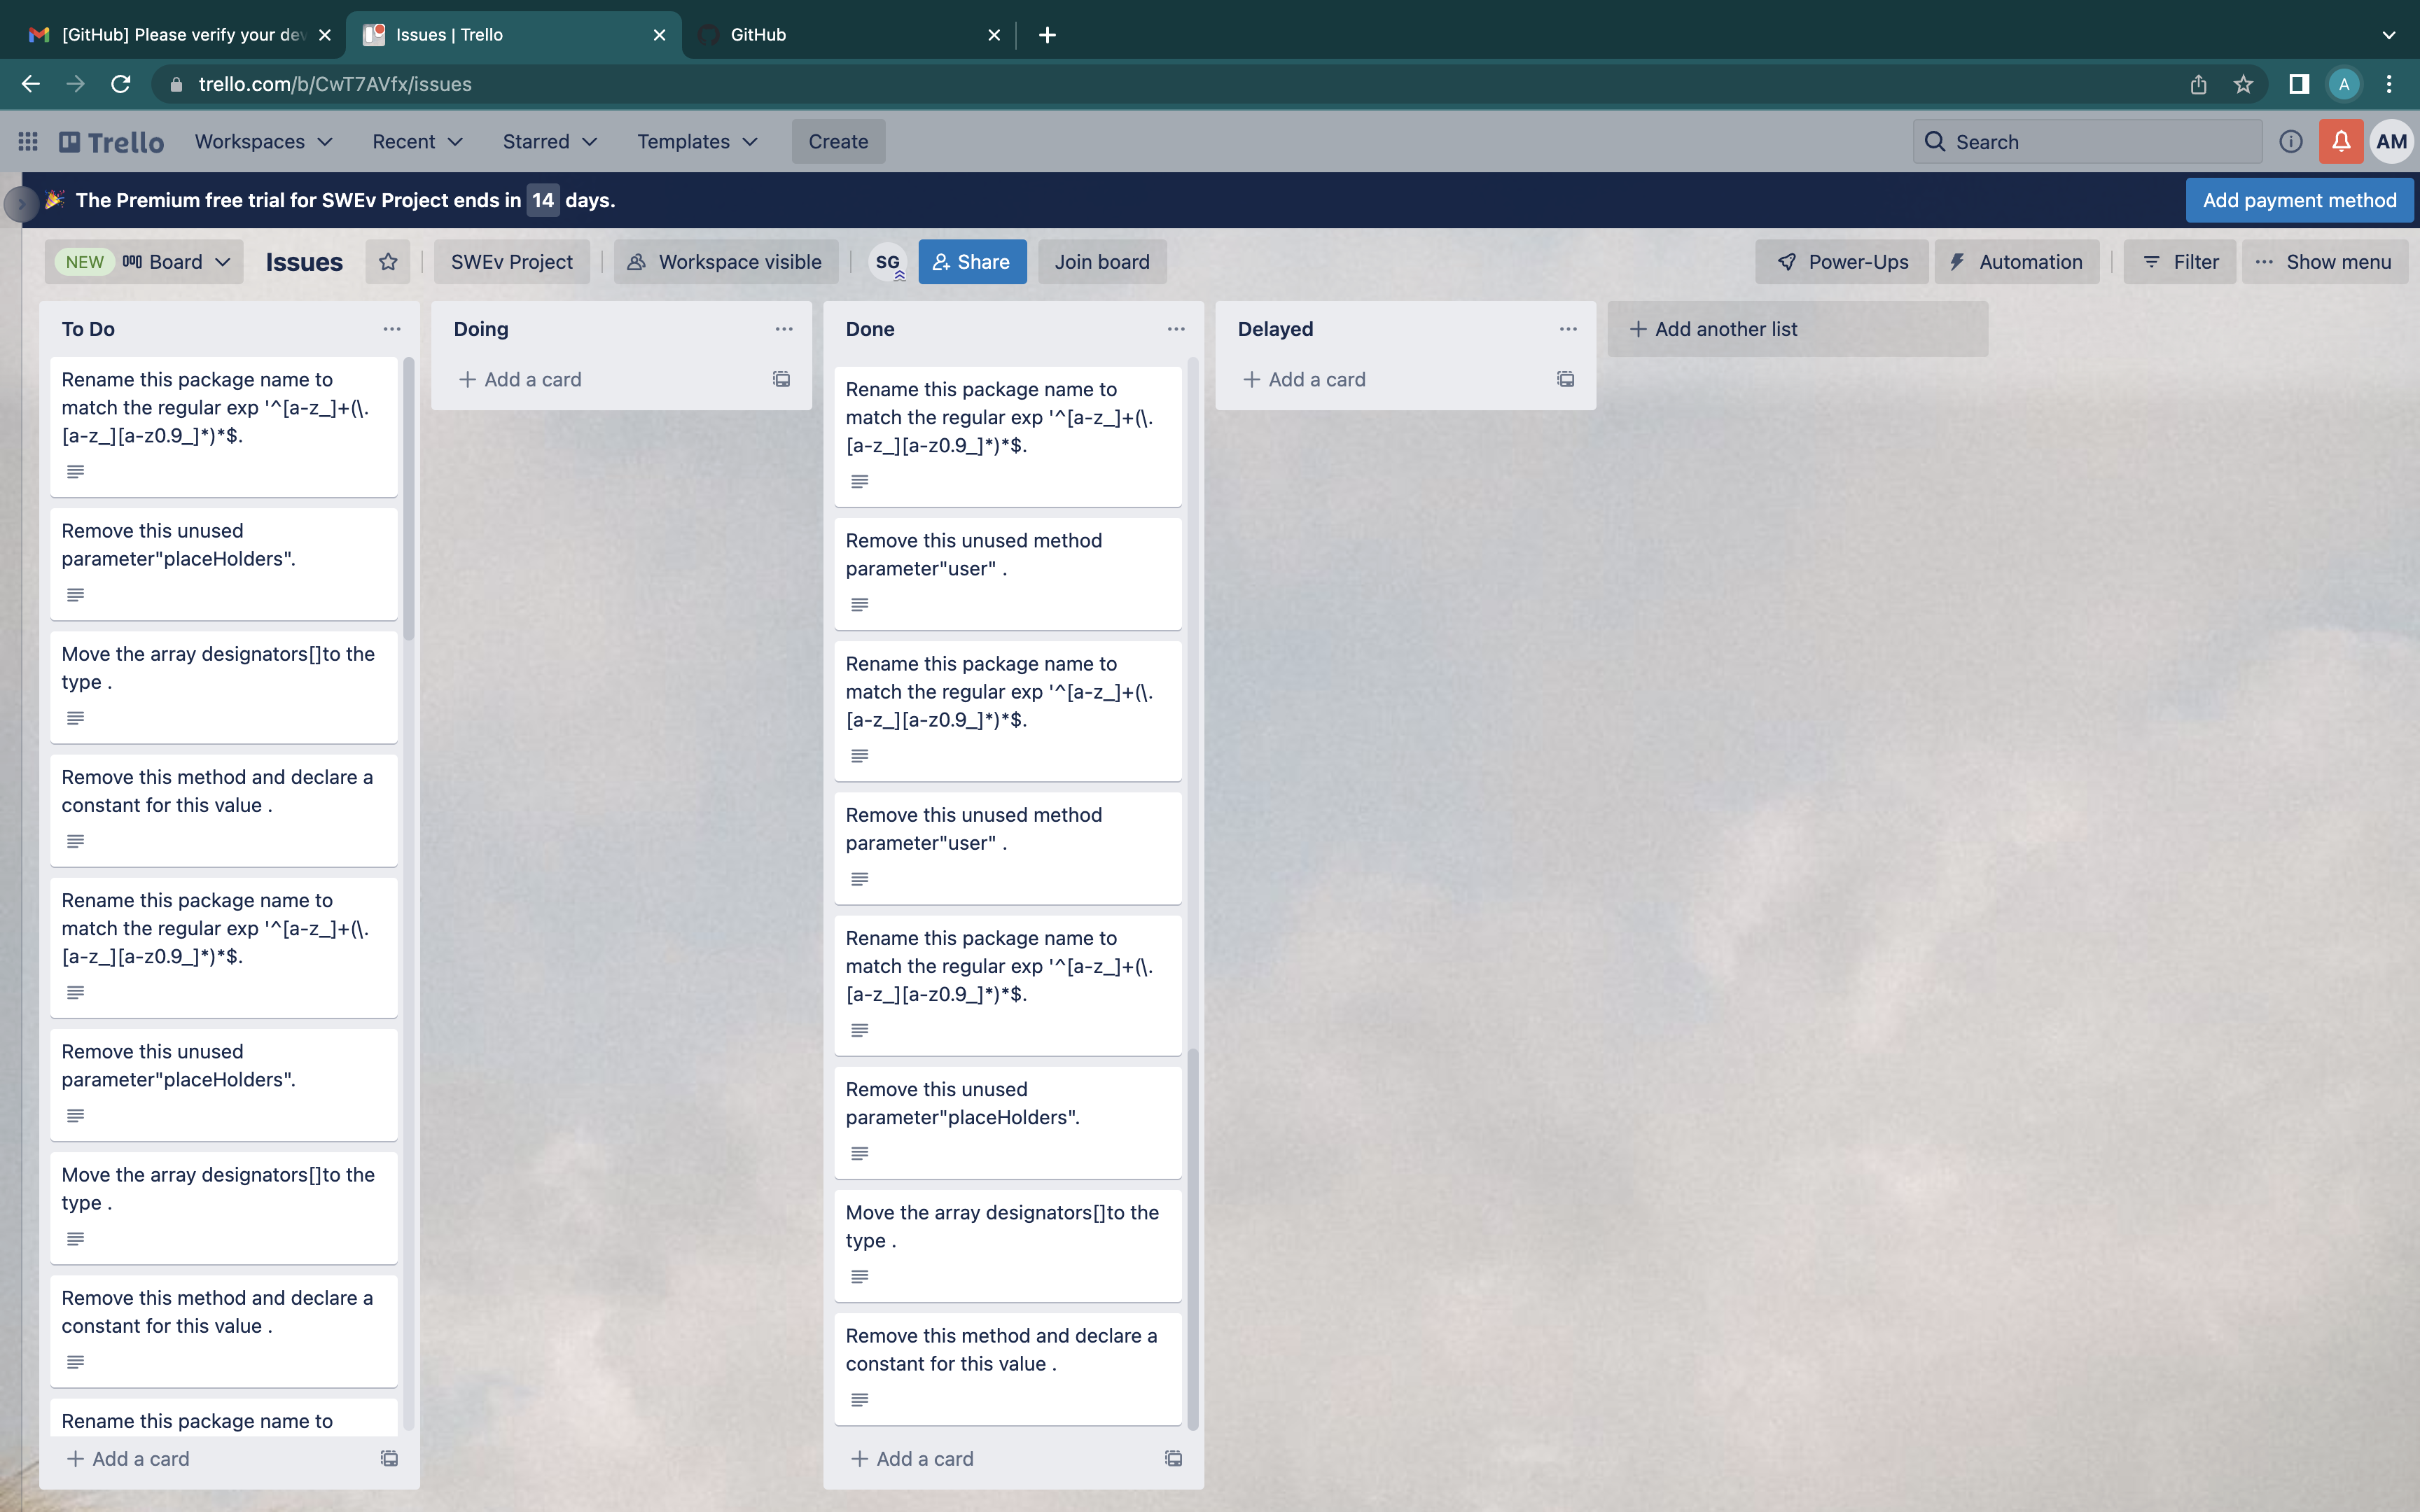 [GitHub] Please verify your dev
Issues | Trello
GitHub
trello.com/b/CwT7AVfx/issues
A
Trello
Workspaces
Recent
Starred
Templates
Create
Search
AM
The Premium free trial for SWEv Project ends in 14 days.
Add payment method
NEW
Board
Issues
SWEv Project
Workspace visible
SG
Share
Join board
Power-Ups
Automation
Filter
Show menu
To Do
Rename this package name to
match the regular exp '^[a-z_]+(\.
[a-z_][a-z0.9_]*)*$.
Remove this unused
parameter"placeHolders".
Move the array designators[]to the
type .
Remove this method and declare a
constant for this value .
Rename this package name to
match the regular exp '^[a-z_]+(\.
[a-z_][a-z0.9_]*)*$.
Remove this unused
parameter"placeHolders".
Move the array designators[]to the
type .
Remove this method and declare a
constant for this value .
Rename this package name to
Add a card
Doing
Add a card
Done
Rename this package name to
match the regular exp '^[a-z_]+(\.
[a-z_][a-z0.9_]*)*$.
Remove this unused method
parameter"user" .
Rename this package name to
match the regular exp '^[a-z_]+(\.
[a-z_][a-z0.9_]*)*$.
Remove this unused method
parameter"user" .
Rename this package name to
match the regular exp '^[a-z_]+(\.
[a-z_][a-z0.9_]*)*$.
Remove this unused
parameter"placeHolders".
Move the array designators[]to the
type .
Remove this method and declare a
constant for this value .
Add a card
Delayed
Add a card
Add another list